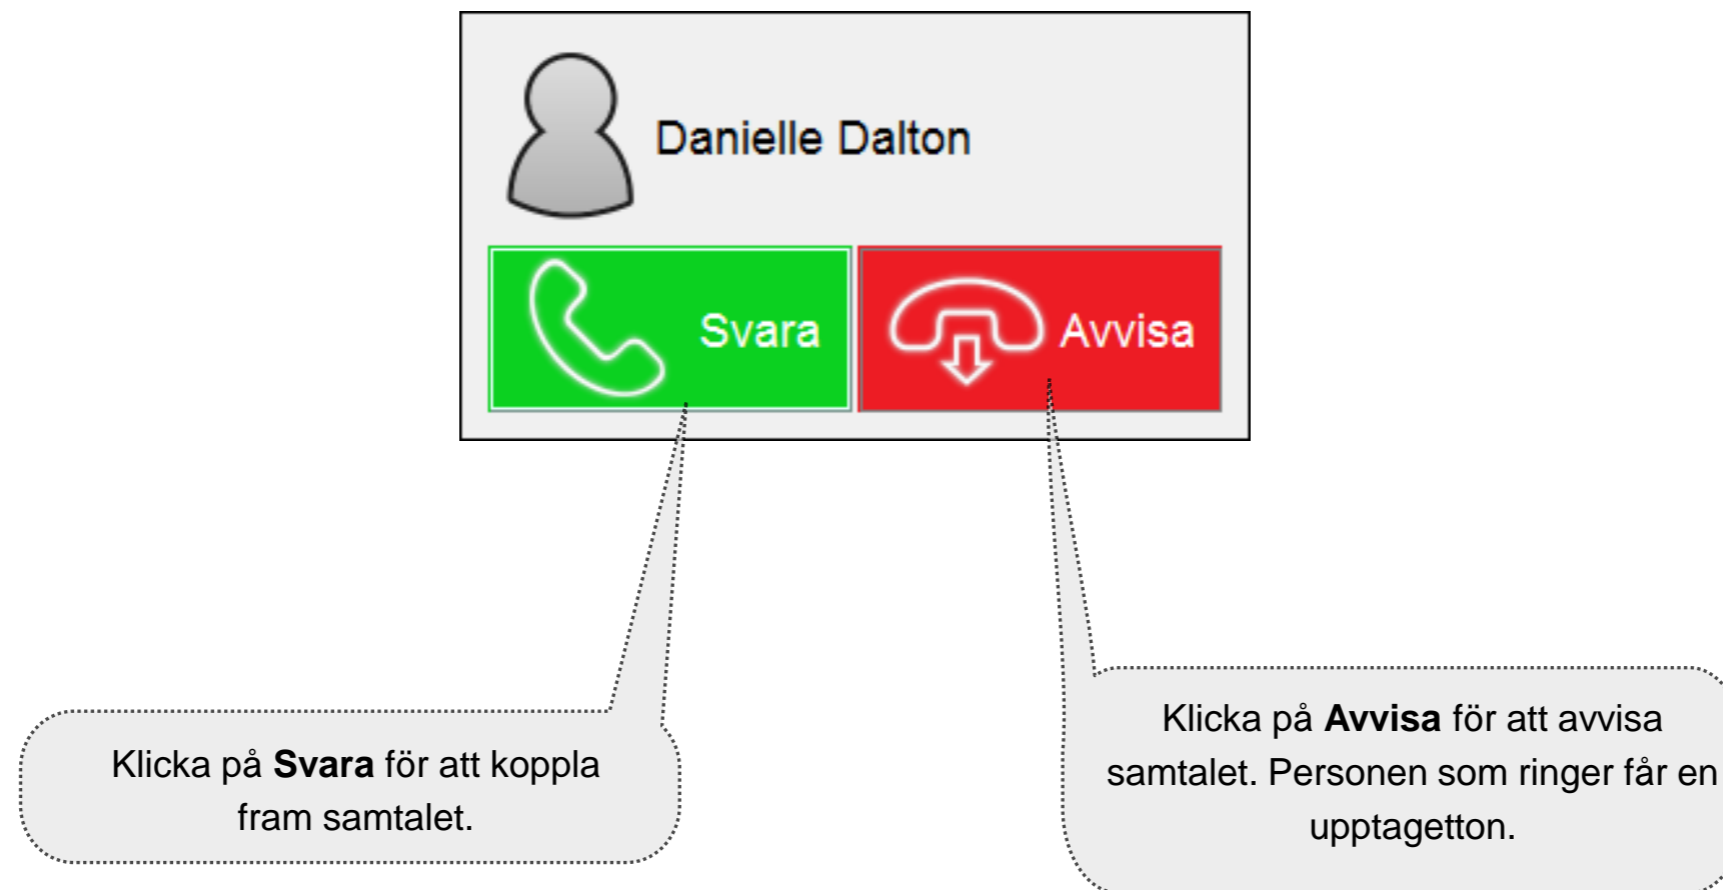 Danielle Dalton
Svara
Avvisa
Klicka på Svara för att koppla
fram samtalet.
Klicka på Avvisa för att avvisa
samtalet. Personen som ringer får en
upptagetton.